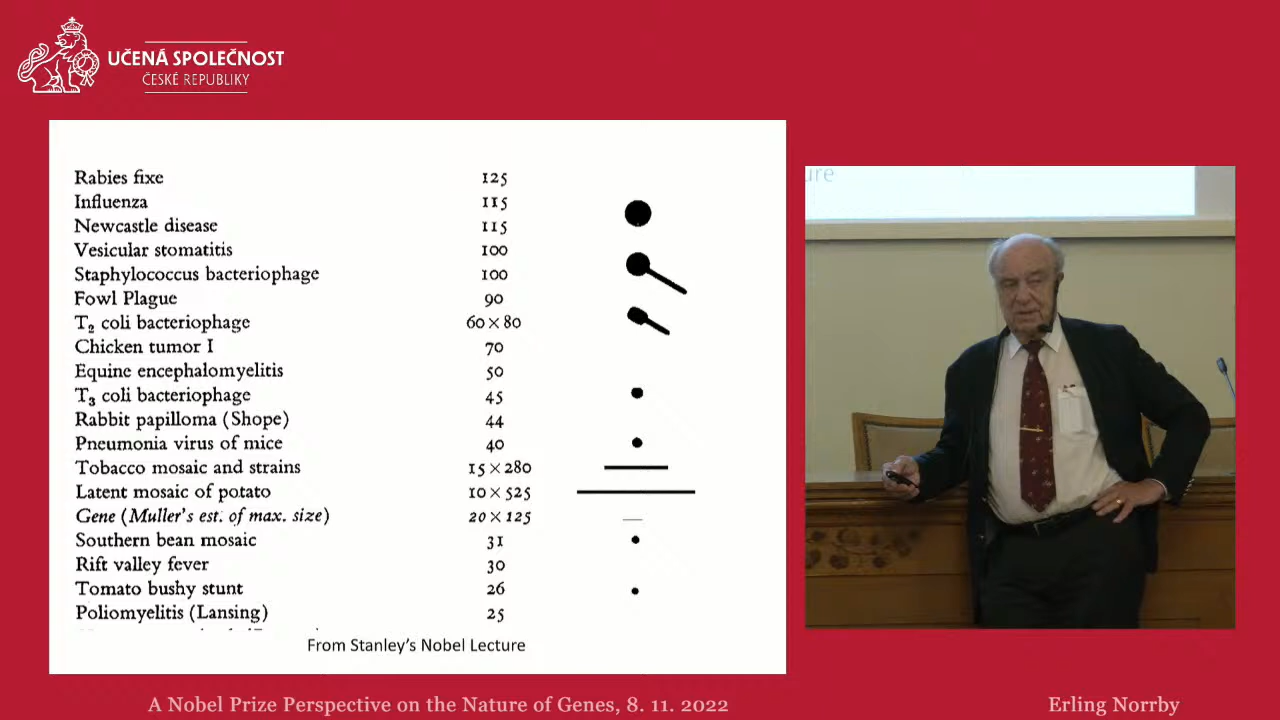 UČENÁ SPOLEČNOST
ČESKÉ REPUBLIKY
Rabies fixe 125
Influenza 115
Newcastle disease 115
Vesicular stomatitis 100
Staphylococcus bacteriophage 100
Fowl Plague 90
T₂ coli bacteriophage 60 × 80
Chicken tumor I 70
Equine encephalomyelitis 50
T₃ coli bacteriophage 45
Rabbit papilloma (Shope) 44
Pneumonia virus of mice 40
Tobacco mosaic and strains 15 × 280
Latent mosaic of potato 10 × 525
Gene (Muller's est. of max. size) 20 × 125
Southern bean mosaic 31
Rift valley fever 30
Tomato bushy stunt 26
Poliomyelitis (Lansing) 25
From Stanley's Nobel Lecture
A Nobel Prize Perspective on the Nature of Genes, 8. 11. 2022
Erling Norrby